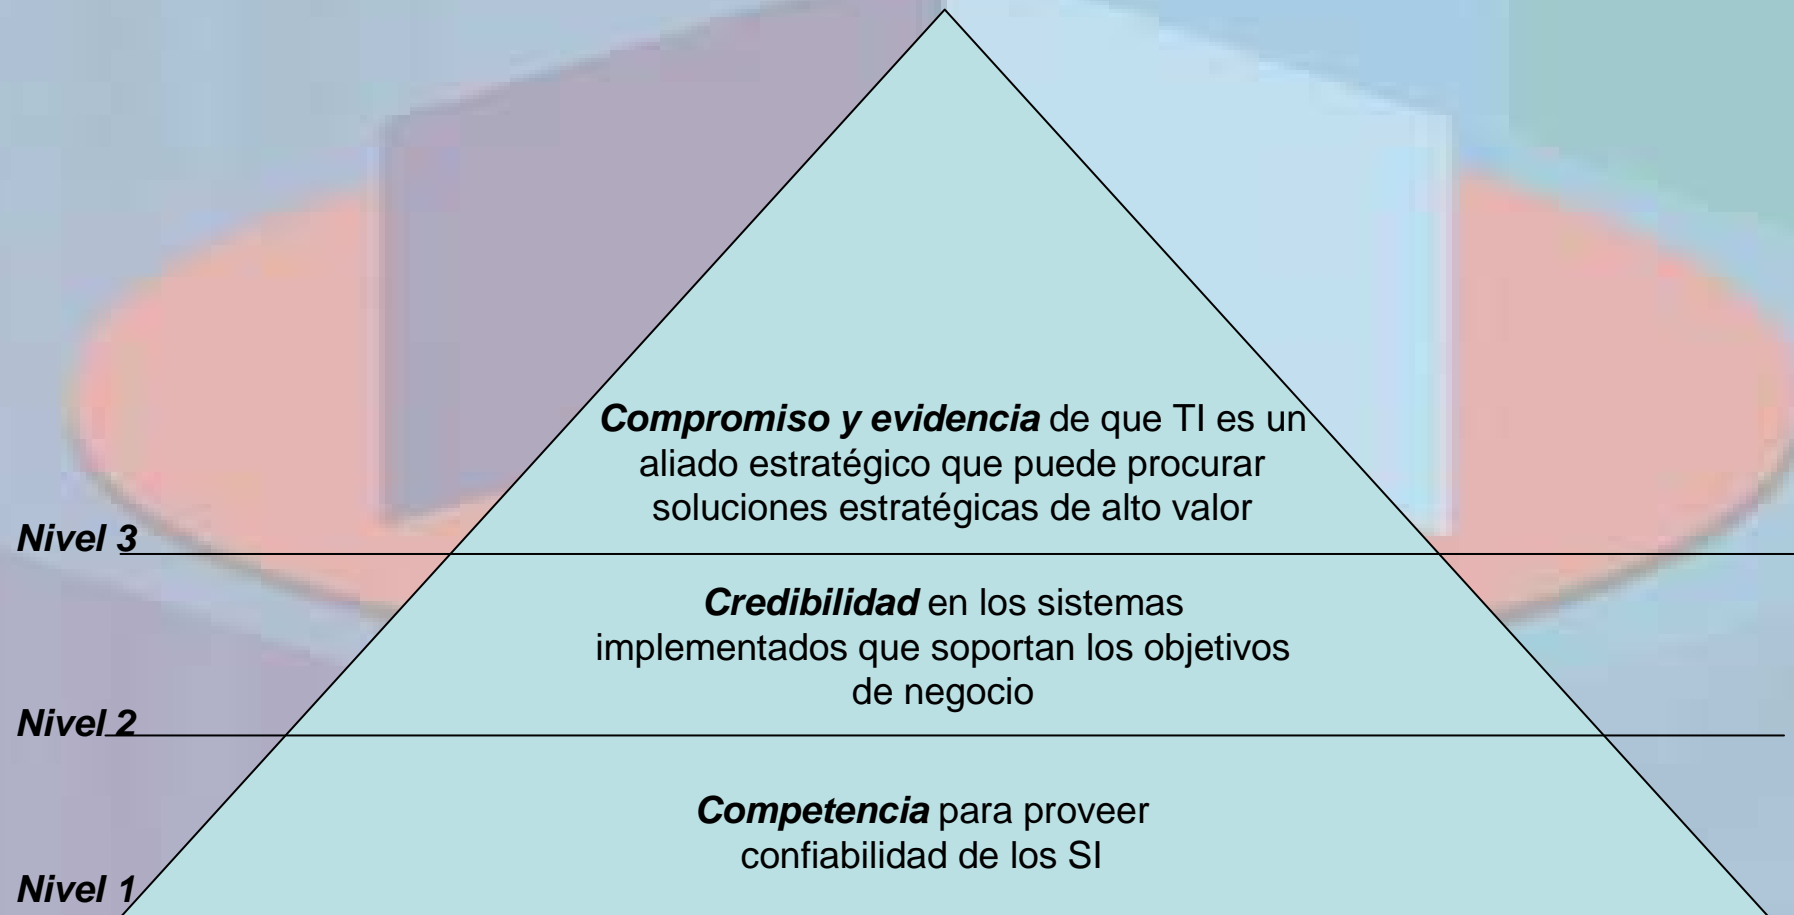 Compromiso y evidencia de que TI es un
aliado estratégico que puede procurar
soluciones estratégicas de alto valor
Nivel 3
Credibilidad en los sistemas
implementados que soportan los objetivos
de negocio
Nivel 2
Competencia para proveer
confiabilidad de los SI
Nivel 1